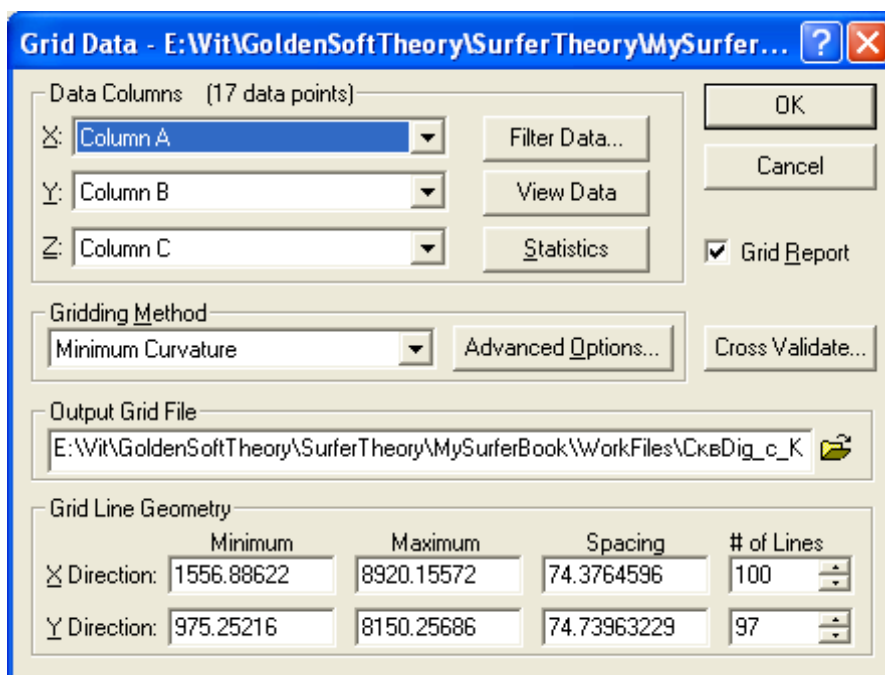 Grid Data - E:\Vit\GoldenSoftTheory\SurferTheory\MySurfer...
Data Columns (17 data points)
X: Column A
Filter Data...
Y: Column B
View Data
Z: Column C
Statistics
OK
Cancel
Grid Report
Gridding Method
Minimum Curvature
Advanced Options...
Cross Validate...
Output Grid File
E:\Vit\GoldenSoftTheory\SurferTheory\MySurferBook\WorkFiles\СквDig_с_К
Grid Line Geometry
Minimum Maximum Spacing # of Lines
X Direction: 1556.88622 8920.15572 74.3764596 100
Y Direction: 975.25216 8150.25686 74.73963229 97